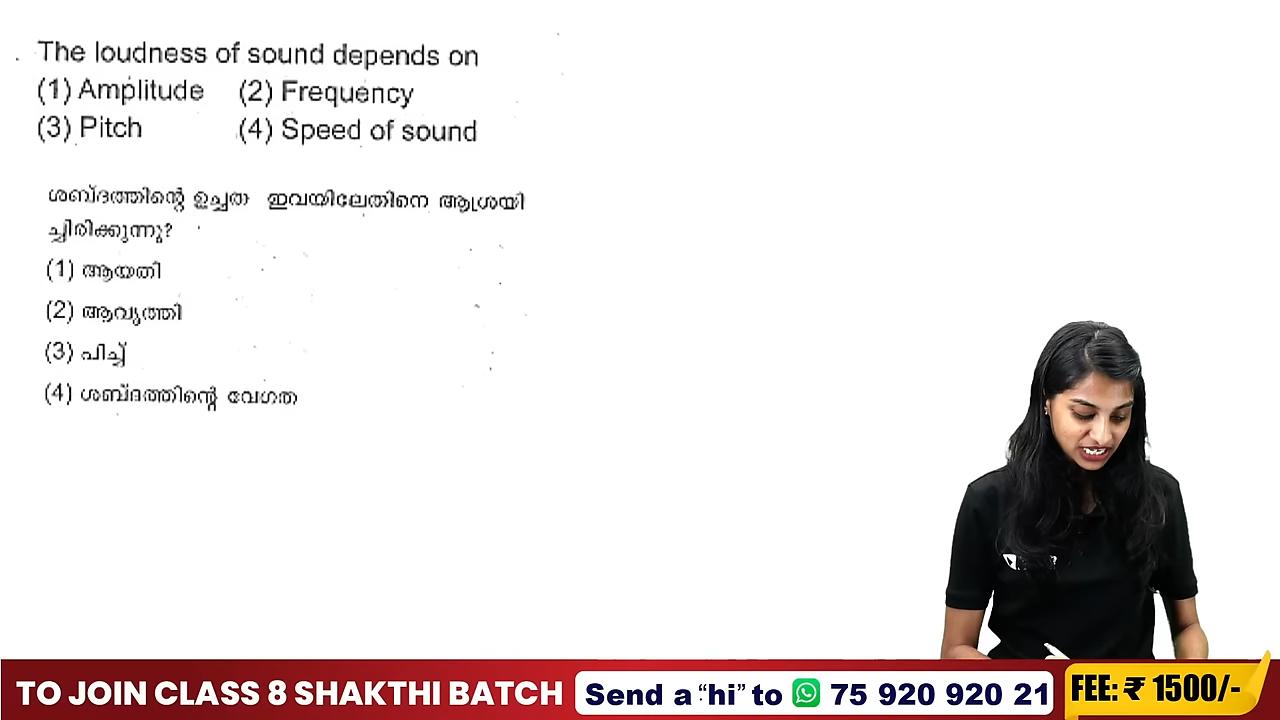 The loudness of sound depends on
(1) Amplitude (2) Frequency
(3) Pitch (4) Speed of sound
ശബ്ദത്തിന്റെ ഉച്ചത ഇവയിലേതിനെ ആശ്രയി
ച്ചിരിക്കുന്നു?
(1) ആയതി
(2) ആവൃത്തി
(3) പിച്ച്
(4) ശബ്ദത്തിന്റെ വേഗത
TO JOIN CLASS 8 SHAKTHI BATCH Send a “hi” to 75 920 920 21 FEE: ₹ 1500/-